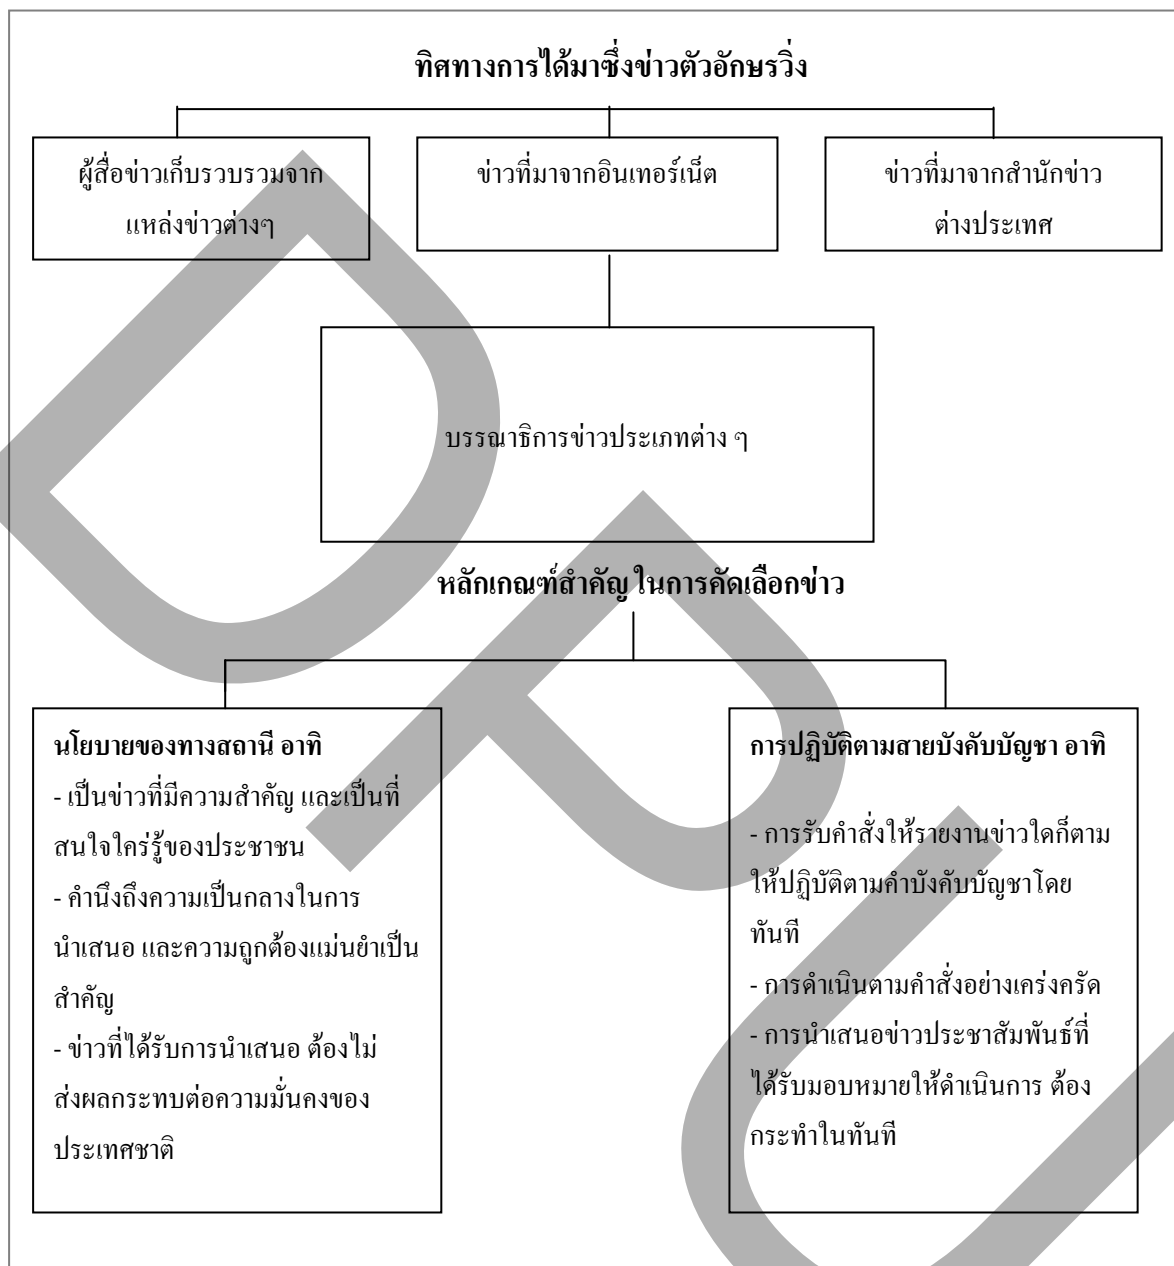 ทิศทางการได้มาซึ่งข่าวตัวอักษรวิ่ง
ผู้สื่อข่าวเก็บรวบรวมจาก
แหล่งข่าวต่างๆ
ข่าวที่มาจากอินเทอร์เน็ต
ข่าวที่มาจากสำนักข่าว
ต่างประเทศ
บรรณาธิการข่าวประเภทต่าง ๆ
หลักเกณฑ์สำคัญ ในการคัดเลือกข่าว
นโยบายของทางสถานี อาทิ
- เป็นข่าวที่มีความสำคัญ และเป็นที่
สนใจใคร่รู้ของประชาชน
- คำนึงถึงความเป็นกลางในการ
นำเสนอ และความถูกต้องแม่นยำเป็น
สำคัญ
- ข่าวที่ได้รับการนำเสนอ ต้องไม่
ส่งผลกระทบต่อความมั่นคงของ
ประเทศชาติ
การปฏิบัติตามสายบังคับบัญชา อาทิ
- การรับคำสั่งให้รายงานข่าวใดก็ตาม
ให้ปฏิบัติตามคำบังคับบัญชาโดย
ทันที
- การดำเนินตามคำสั่งอย่างเคร่งครัด
- การนำเสนอข่าวประชาสัมพันธ์ที่
ได้รับมอบหมายให้ดำเนินการ ต้อง
กระทำในทันที
DPU